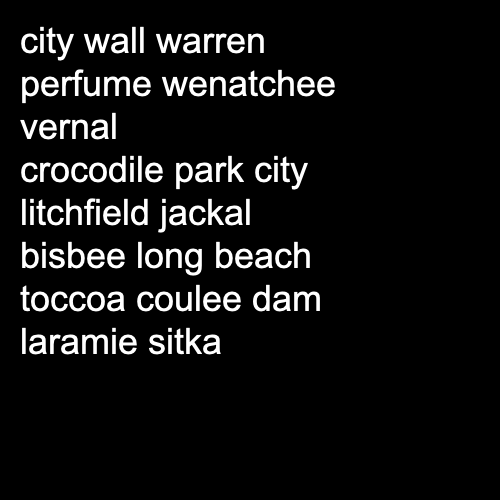 city wall warren
perfume wenatchee
vernal
crocodile park city
litchfield jackal
bisbee long beach
toccoa coulee dam
laramie sitka